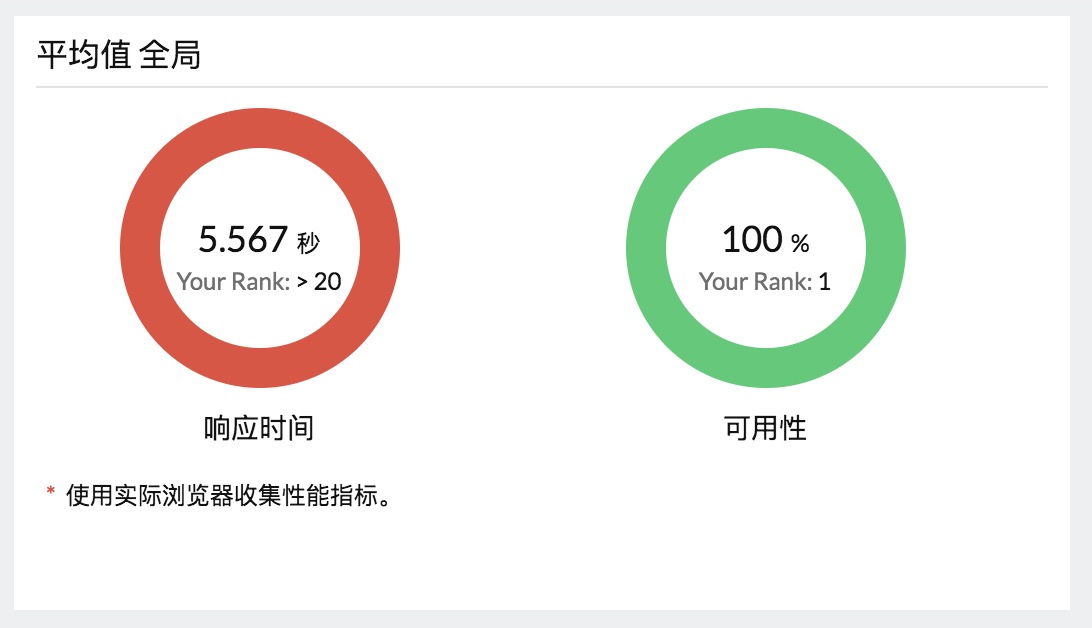 平均值 全局
5.567 秒
Your Rank: > 20
响应时间
100 %
Your Rank: 1
可用性
* 使用实际浏览器收集性能指标。